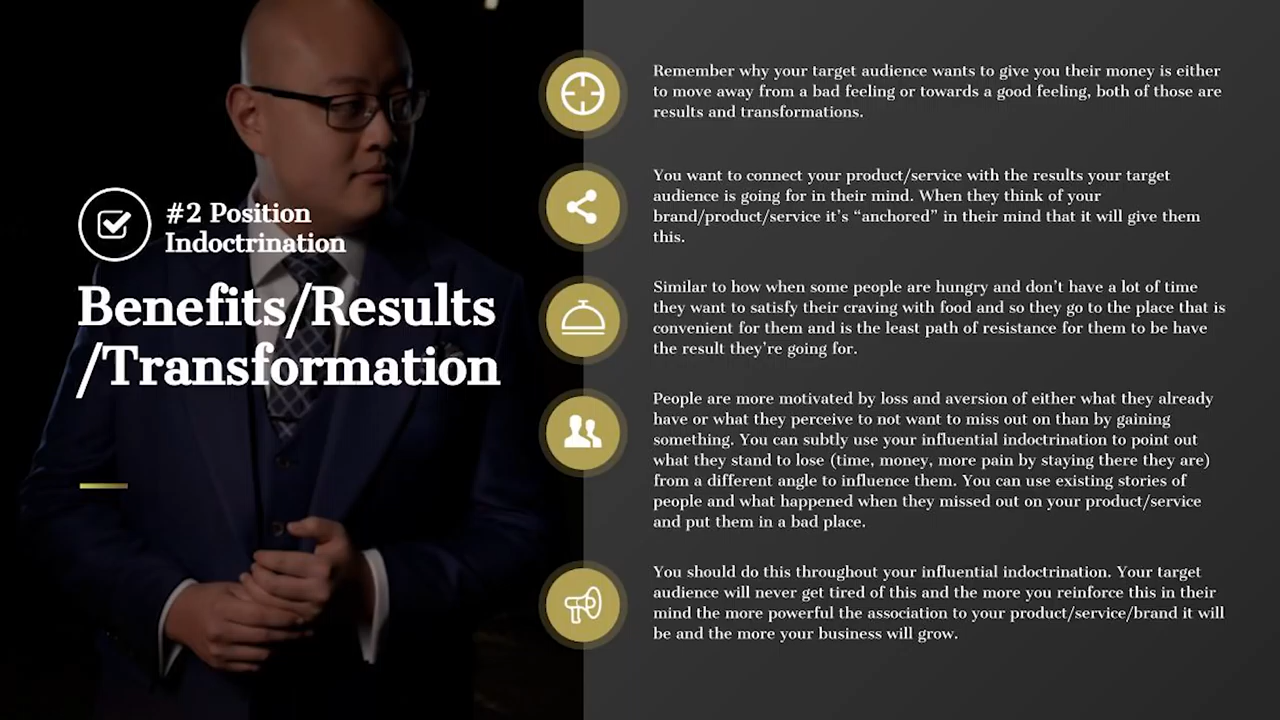 #2 Position
Indoctrination
Benefits/Results
/Transformation
Remember why your target audience wants to give you their money is either
to move away from a bad feeling or towards a good feeling, both of those are
results and transformations.
You want to connect your product/service with the results your target
audience is going for in their mind. When they think of your
brand/product/service it's “anchored” in their mind that it will give them
this.
Similar to how when some people are hungry and don't have a lot of time
they want to satisfy their craving with food and so they go to the place that is
convenient for them and is the least path of resistance for them to be have
the result they're going for.
People are more motivated by loss and aversion of either what they already
have or what they perceive to not want to miss out on than by gaining
something. You can subtly use your influential indoctrination to point out
what they stand to lose (time, money, more pain by staying there they are)
from a different angle to influence them. You can use existing stories of
people and what happened when they missed out on your product/service
and put them in a bad place.
You should do this throughout your influential indoctrination. Your target
audience will never get tired of this and the more you reinforce this in their
mind the more powerful the association to your product/service/brand it will
be and the more your business will grow.